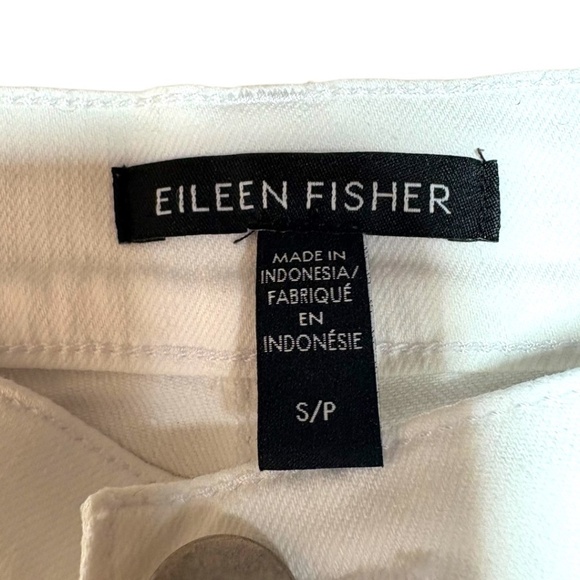 EILEEN FISHER
MADE IN
INDONESIA/
FABRIQUÉ
EN
INDONÉSIE
S/P